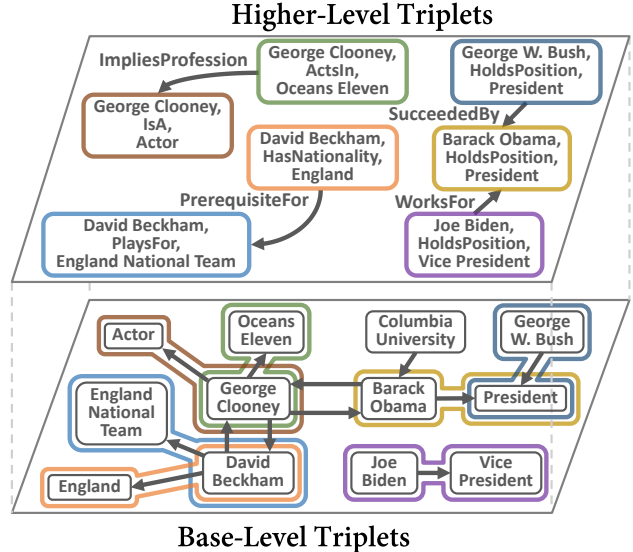 Higher-Level Triplets
ImpliesProfession
George Clooney,
ActsIn,
Oceans Eleven
George W. Bush,
HoldsPosition,
President
George Clooney,
IsA,
Actor
SucceededBy
David Beckham,
HasNationality,
England
Barack Obama,
HoldsPosition,
President
PrerequisiteFor
WorksFor
David Beckham,
PlaysFor,
England National Team
Joe Biden,
HoldsPosition,
Vice President
Actor
Oceans
Eleven
Columbia
University
George
W. Bush
England
National
Team
George
Clooney
Barack
Obama
President
England
David
Beckham
Joe
Biden
Vice
President
Base-Level Triplets